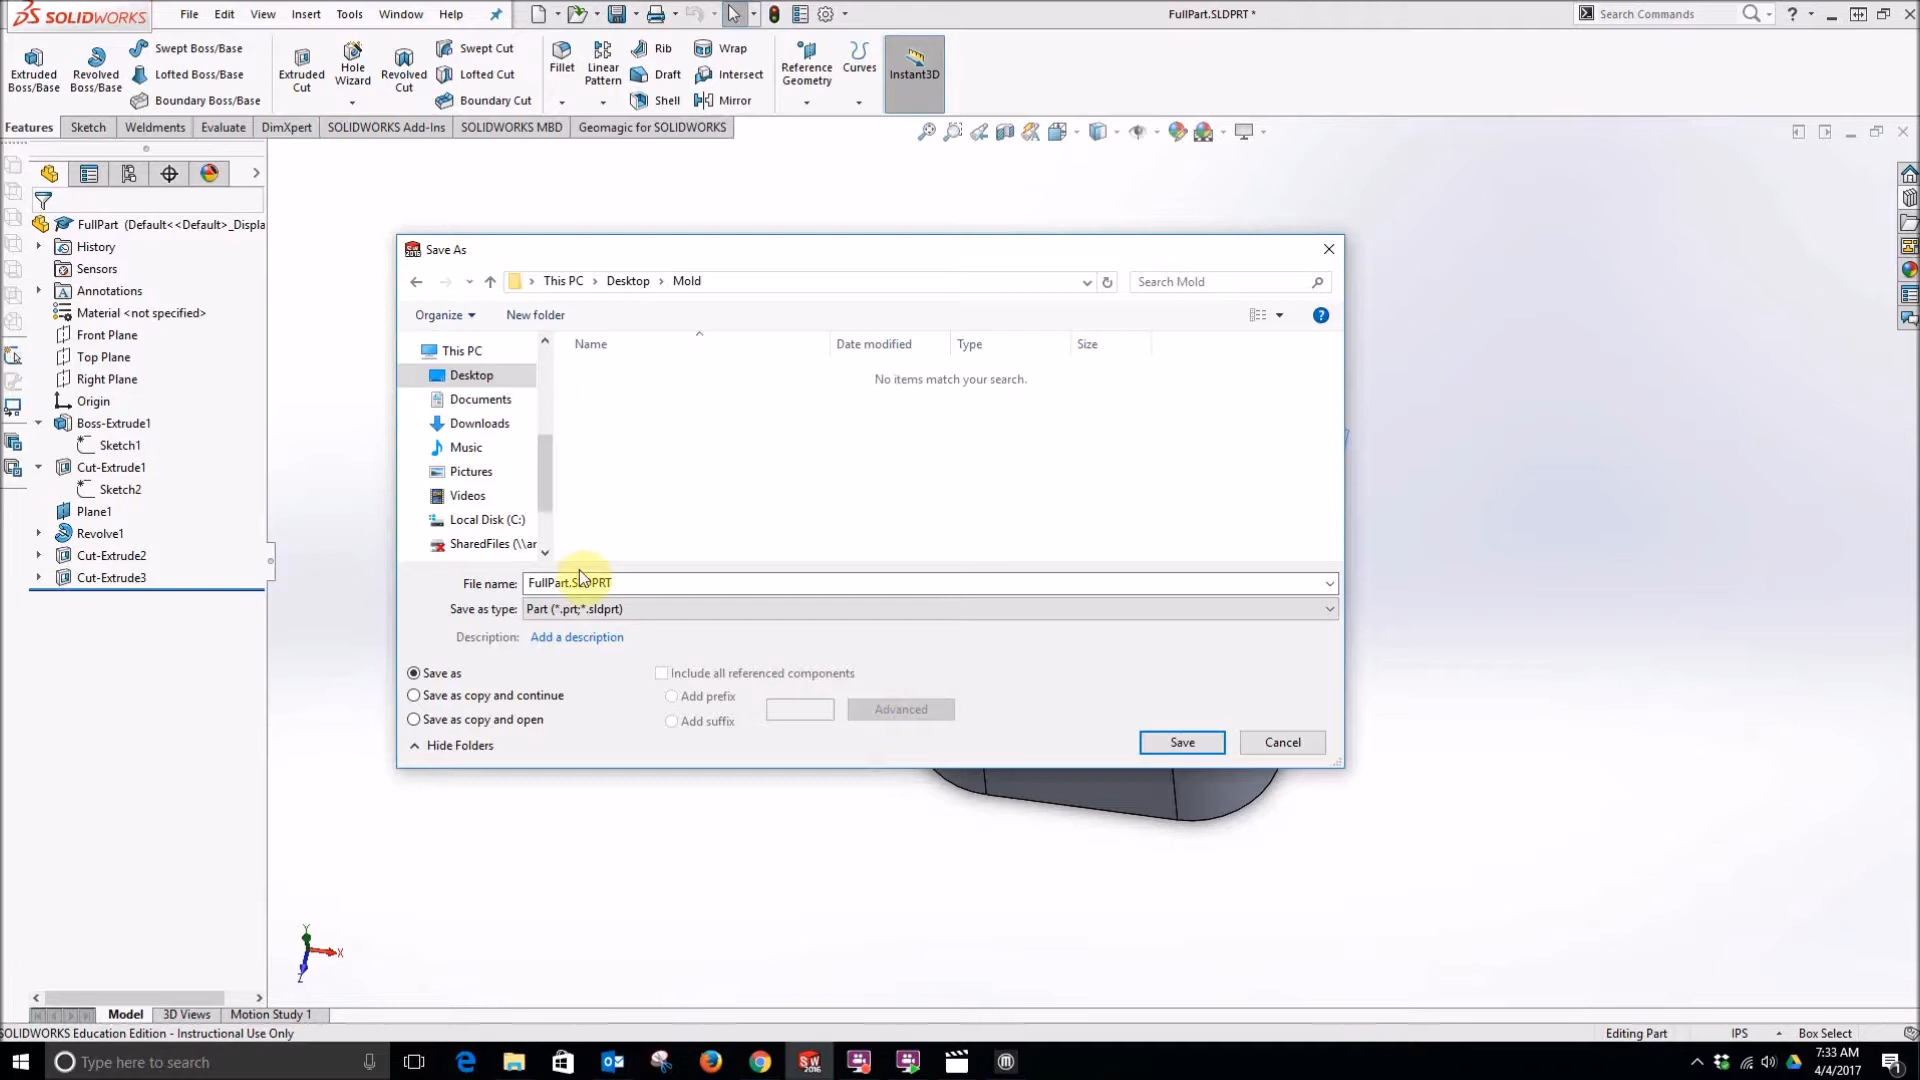 SOLIDWORKS File Edit View Insert Tools Window Help FullPart.SLDPRT * Search Commands ?
Extruded Boss/Base
Revolved Boss/Base
Swept Boss/Base
Lofted Boss/Base
Boundary Boss/Base
Extruded Cut
Hole Wizard
Revolved Cut
Swept Cut
Lofted Cut
Boundary Cut
Fillet
Linear Pattern
Rib
Draft
Shell
Wrap
Intersect
Mirror
Reference Geometry
Curves
Instant3D
Features Sketch Weldments Evaluate DimXpert SOLIDWORKS Add-Ins SOLIDWORKS MBD Geomagic for SOLIDWORKS
FullPart (Default<<Default>_Displa
History
Sensors
Annotations
Material <not specified>
Front Plane
Top Plane
Right Plane
Origin
Boss-Extrude1
Sketch1
Cut-Extrude1
Sketch2
Plane1
Revolve1
Cut-Extrude2
Cut-Extrude3
SW 2016 Save As
This PC > Desktop > Mold
Search Mold
Organize New folder
Name Date modified Type Size
No items match your search.
This PC
Desktop
Documents
Downloads
Music
Pictures
Videos
Local Disk (C:)
SharedFiles (\\ar
File name: FullPart.SLDPRT
Save as type: Part (*.prt;*.sldprt)
Description: Add a description
Save as
Save as copy and continue
Save as copy and open
Include all referenced components
Add prefix
Add suffix
Advanced
Hide Folders
Save Cancel
Y
X
Z
Model 3D Views Motion Study 1
SOLIDWORKS Education Edition - Instructional Use Only Editing Part IPS Box Select
Type here to search
SW 2016
7:33 AM
4/4/2017
1